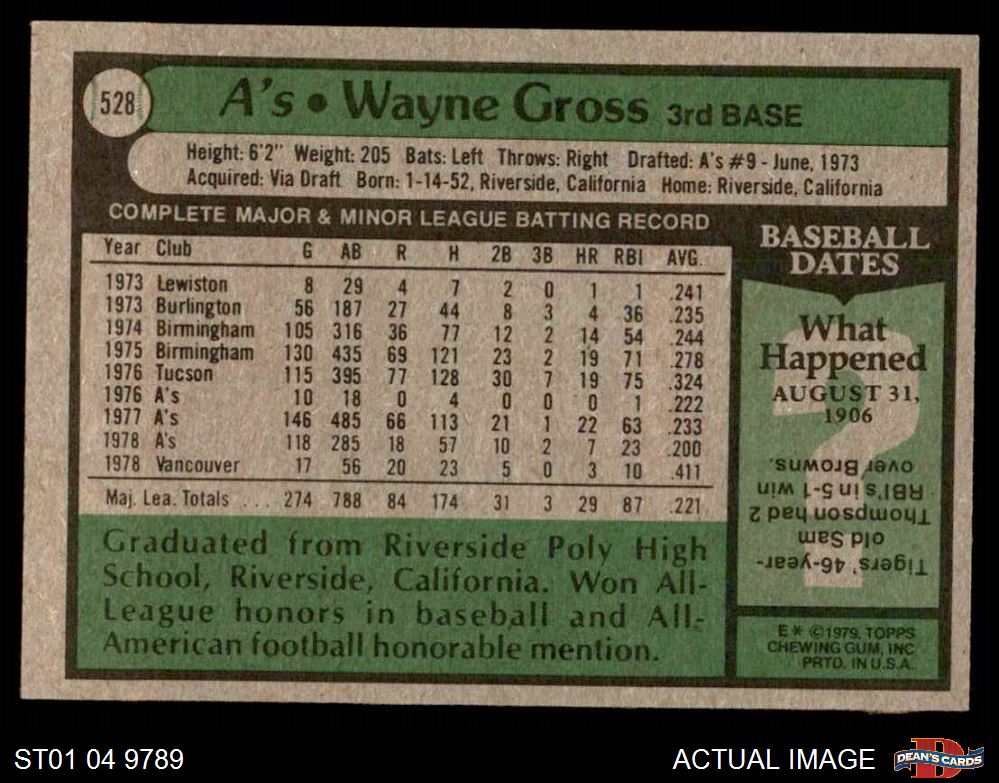 528
A's • Wayne Gross 3rd BASE
Height: 6'2" Weight: 205 Bats: Left Throws: Right Drafted: A's #9 - June, 1973
Acquired: Via Draft Born: 1-14-52, Riverside, California Home: Riverside, California
COMPLETE MAJOR & MINOR LEAGUE BATTING RECORD
Year Club G AB R H 2B 3B HR RBI AVG.
1973 Lewiston 8 29 4 7 2 0 1 1 .241
1973 Burlington 56 187 27 44 8 3 4 36 .235
1974 Birmingham 105 316 36 77 12 2 14 54 .244
1975 Birmingham 130 435 69 121 23 2 19 71 .278
1976 Tucson 115 395 77 128 30 7 19 75 .324
1976 A's 10 18 0 4 0 0 0 1 .222
1977 A's 146 485 66 113 21 1 22 63 .233
1978 A's 118 285 18 57 10 2 7 23 .200
1978 Vancouver 17 56 20 23 5 0 3 10 .411
Maj. Lea. Totals ... 274 788 84 174 31 3 29 87 .221
Graduated from Riverside Poly High
School, Riverside, California. Won All-
League honors in baseball and All-
American football honorable mention.
BASEBALL
DATES
What
Happened
AUGUST 31,
1906
?
Tigers' 46-year-
old Sam
Thompson had 2
RBI's in 5-1 win
over Browns.
E* ©1979, TOPPS
CHEWING GUM, INC
PRTD. IN U.S.A.
ST01 04 9789
ACTUAL IMAGE
D
DEAN'S CARDS